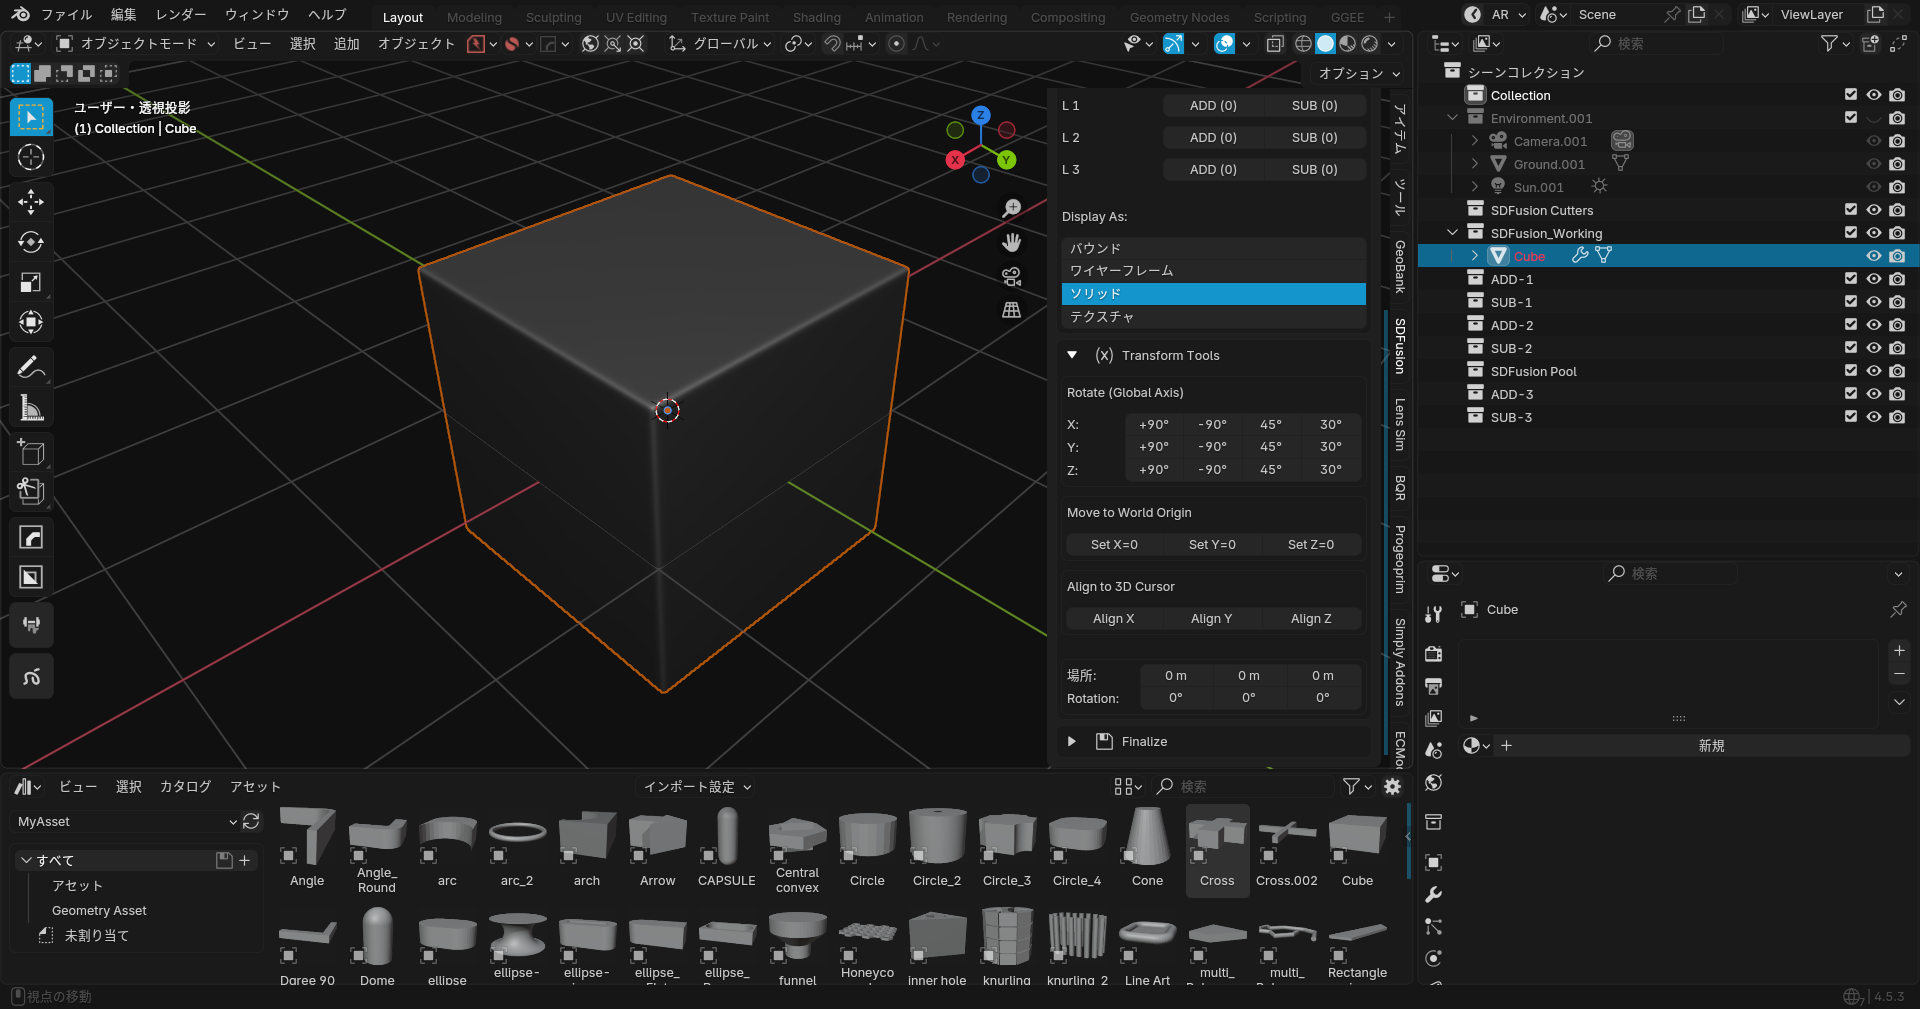 ファイル 編集 レンダー ウィンドウ ヘルプ Layout Modeling Sculpting UV Editing Texture Paint Shading Animation Rendering Compositing Geometry Nodes Scripting GGEE AR Scene ViewLayer
オブジェクトモード ビュー 選択 追加 オブジェクト グローバル
検索
オプション
ユーザー・透視投影
(1) Collection | Cube
Z
X
Y
L 1 ADD (0) SUB (0)
L 2 ADD (0) SUB (0)
L 3 ADD (0) SUB (0)
Display As:
バウンド
ワイヤーフレーム
ソリッド
テクスチャ
(x) Transform Tools
Rotate (Global Axis)
X: +90° -90° 45° 30°
Y: +90° -90° 45° 30°
Z: +90° -90° 45° 30°
Move to World Origin
Set X=0 Set Y=0 Set Z=0
Align to 3D Cursor
Align X Align Y Align Z
場所: 0 m 0 m 0 m
Rotation: 0° 0° 0°
Finalize
アイテム
ツール
GeoBank
SDFusion
Lens Sim
BQR
Progeoprim
Simply Addons
シーンコレクション
Collection
Environment.001
Camera.001
Ground.001
Sun.001
SDFusion Cutters
SDFusion_Working
Cube
ADD-1
SUB-1
ADD-2
SUB-2
SDFusion Pool
ADD-3
SUB-3
検索
Cube
新規
ビュー 選択 カタログ アセット インポート設定 検索
MyAsset
すべて
アセット
Geometry Asset
未割り当て
Angle Angle_Round arc arc_2 arch Arrow CAPSULE Central convex Circle Circle_2 Circle_3 Circle_4 Cone Cross Cross.002 Cube
Dgree 90 Dome ellipse ellipse- ellipse- ellipse_ ellipse_ funnel Honeyco inner hole knurling knurling_2 Line Art multi_ multi_ Rectangle
視点の移動
4.5.3